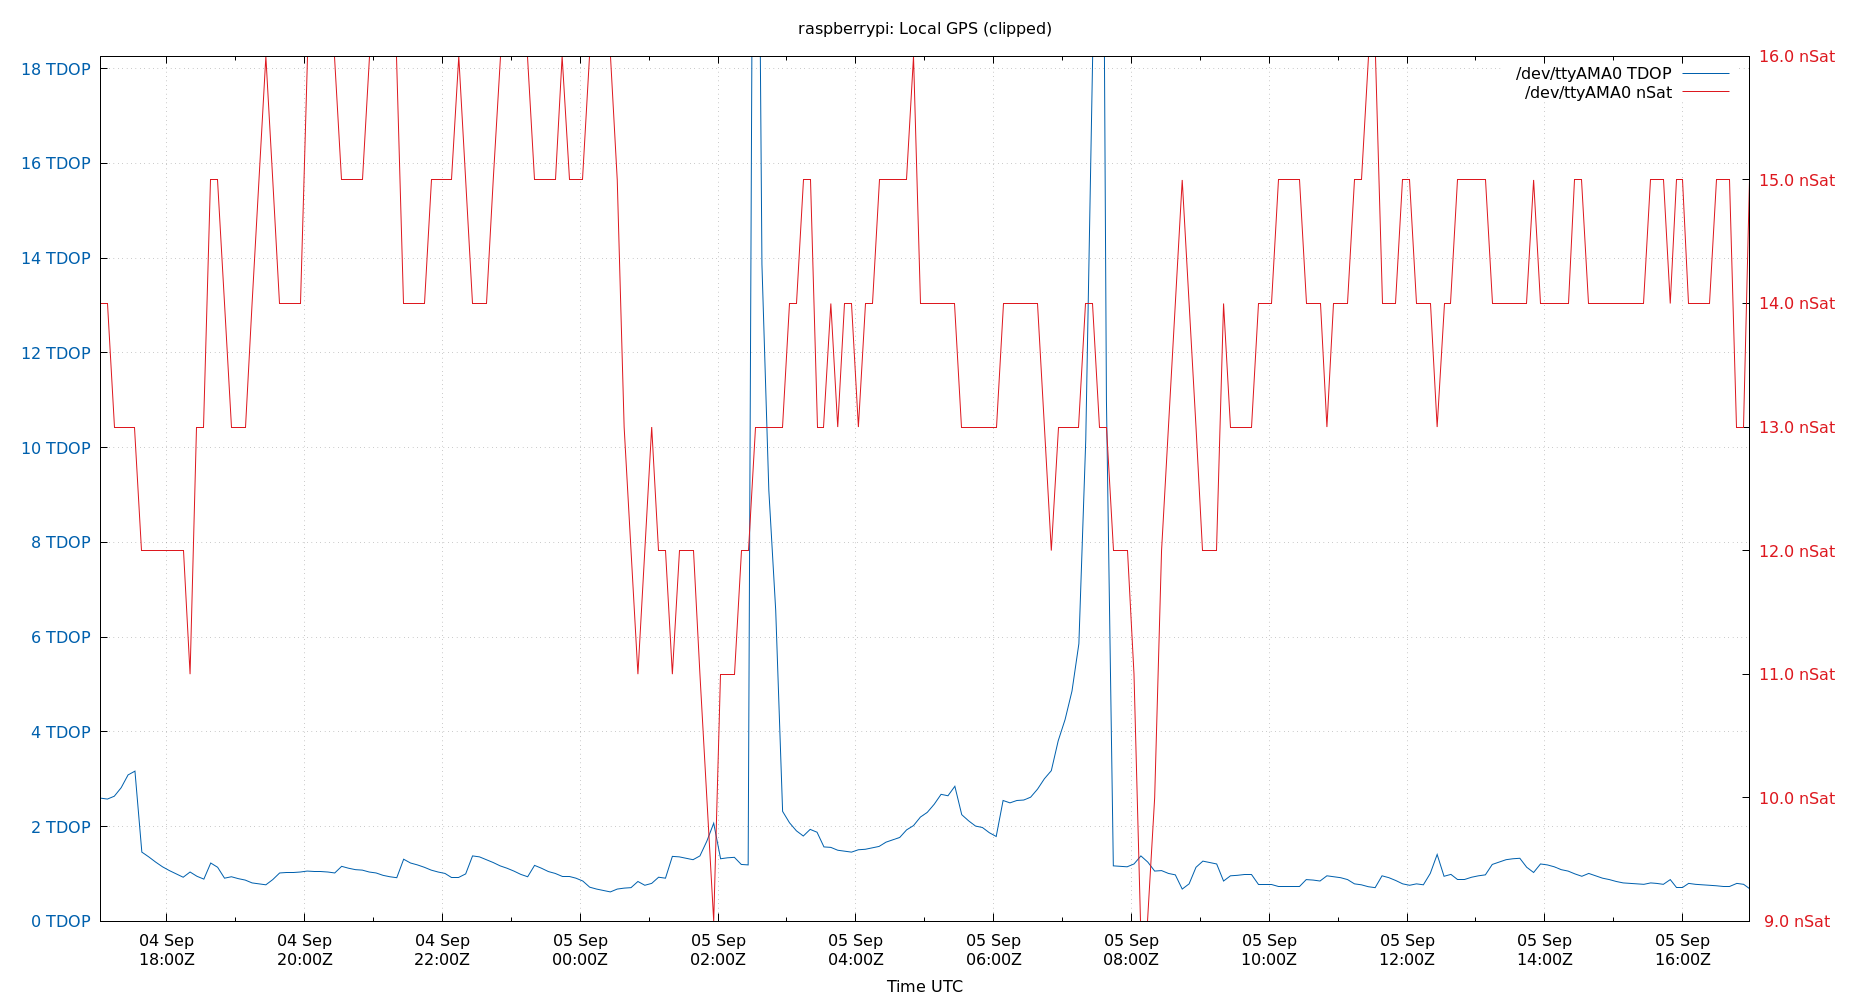 raspberrypi: Local GPS (clipped)
18 TDOP
16 TDOP
14 TDOP
12 TDOP
10 TDOP
8 TDOP
6 TDOP
4 TDOP
2 TDOP
0 TDOP
/dev/ttyAMA0 TDOP
/dev/ttyAMA0 nSat
16.0 nSat
15.0 nSat
14.0 nSat
13.0 nSat
12.0 nSat
11.0 nSat
10.0 nSat
9.0 nSat
04 Sep
18:00Z
04 Sep
20:00Z
04 Sep
22:00Z
05 Sep
00:00Z
05 Sep
02:00Z
05 Sep
04:00Z
05 Sep
06:00Z
05 Sep
08:00Z
05 Sep
10:00Z
05 Sep
12:00Z
05 Sep
14:00Z
05 Sep
16:00Z
Time UTC